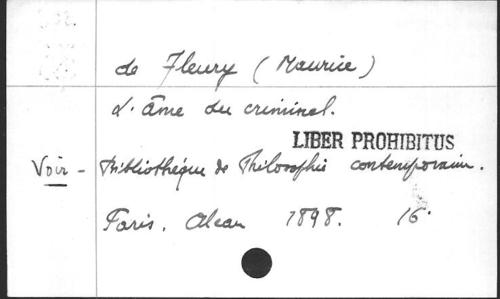 de Fleury (Maurice)
L'âme du criminel.
LIBER PROHIBITUS
Voir - Bibliothèque de Philosophie contemporaine.
Paris. Alcan 1898. 16°